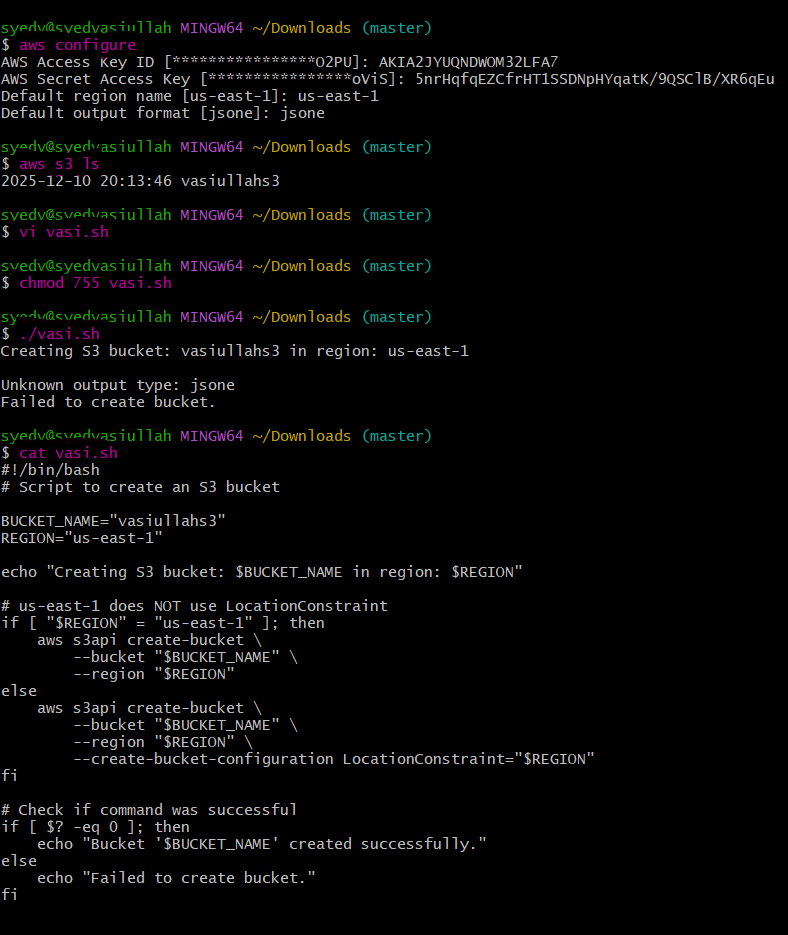 syedv@syedvasiullah MINGW64 ~/Downloads (master)
$ aws configure
AWS Access Key ID [****************O2PU]: AKIA2JYUQNDWOM32LFA7
AWS Secret Access Key [****************oViS]: 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
Default region name [us-east-1]: us-east-1
Default output format [jsone]: jsone
syedv@syedvasiullah MINGW64 ~/Downloads (master)
$ aws s3 ls
2025-12-10 20:13:46 vasiullahs3
syedv@syedvasiullah MINGW64 ~/Downloads (master)
$ vi vasi.sh
syedv@syedvasiullah MINGW64 ~/Downloads (master)
$ chmod 755 vasi.sh
syedv@syedvasiullah MINGW64 ~/Downloads (master)
$ ./vasi.sh
Creating S3 bucket: vasiullahs3 in region: us-east-1
Unknown output type: jsone
Failed to create bucket.
syedv@syedvasiullah MINGW64 ~/Downloads (master)
$ cat vasi.sh
#!/bin/bash
# Script to create an S3 bucket
BUCKET_NAME="vasiullahs3"
REGION="us-east-1"
echo "Creating S3 bucket: $BUCKET_NAME in region: $REGION"
# us-east-1 does NOT use LocationConstraint
if [ "$REGION" = "us-east-1" ]; then
    aws s3api create-bucket \
        --bucket "$BUCKET_NAME" \
        --region "$REGION"
else
    aws s3api create-bucket \
        --bucket "$BUCKET_NAME" \
        --region "$REGION" \
        --create-bucket-configuration LocationConstraint="$REGION"
fi
# Check if command was successful
if [ $? -eq 0 ]; then
    echo "Bucket '$BUCKET_NAME' created successfully."
else
    echo "Failed to create bucket."
fi